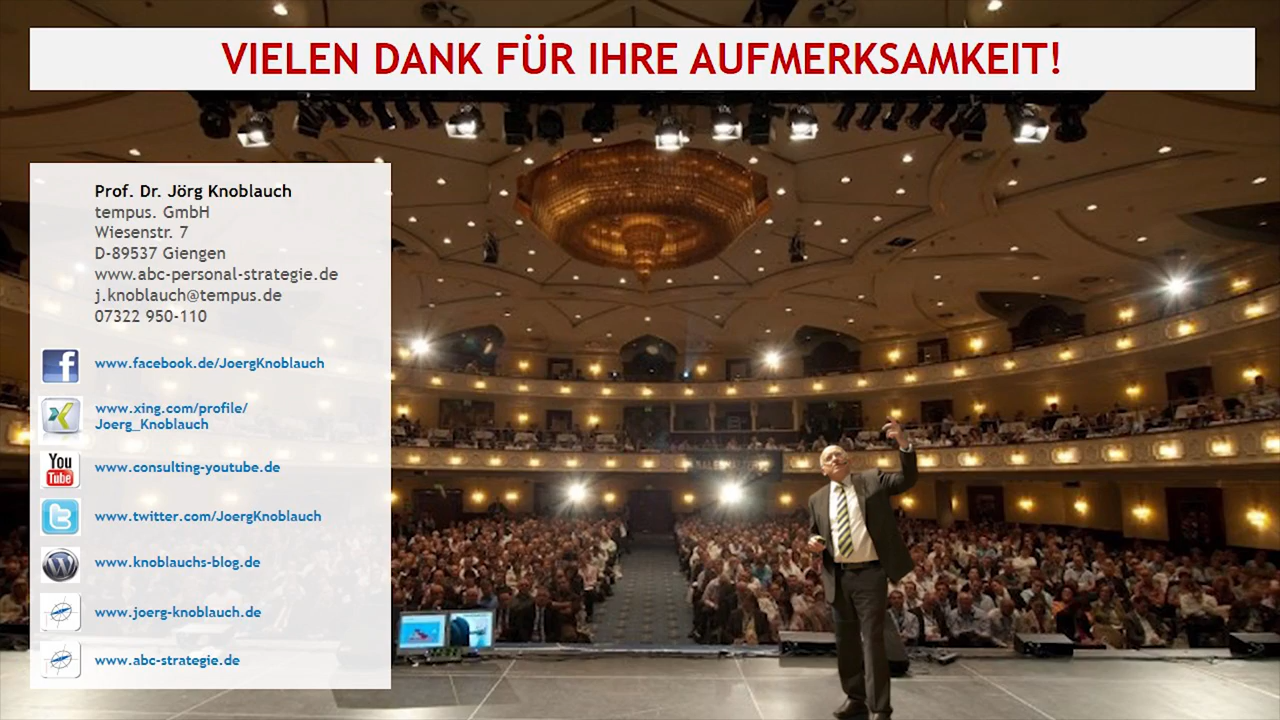 VIELEN DANK FÜR IHRE AUFMERKSAMKEIT!
Prof. Dr. Jörg Knoblauch
tempus. GmbH
Wiesenstr. 7
D-89537 Giengen
www.abc-personal-strategie.de
j.knoblauch@tempus.de
07322 950-110
www.facebook.de/JoergKnoblauch
www.xing.com/profile/
Joerg_Knoblauch
You
Tube
www.consulting-youtube.de
www.twitter.com/JoergKnoblauch
www.knoblauchs-blog.de
www.joerg-knoblauch.de
www.abc-strategie.de